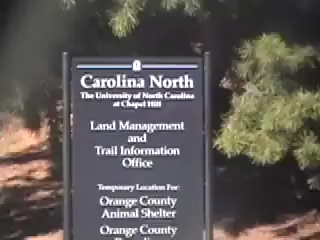 Carolina North
The University of North Carolina
at Chapel Hill
Land Management
and
Trail Information
Office
Temporary Location For:
Orange County
Animal Shelter
Orange County